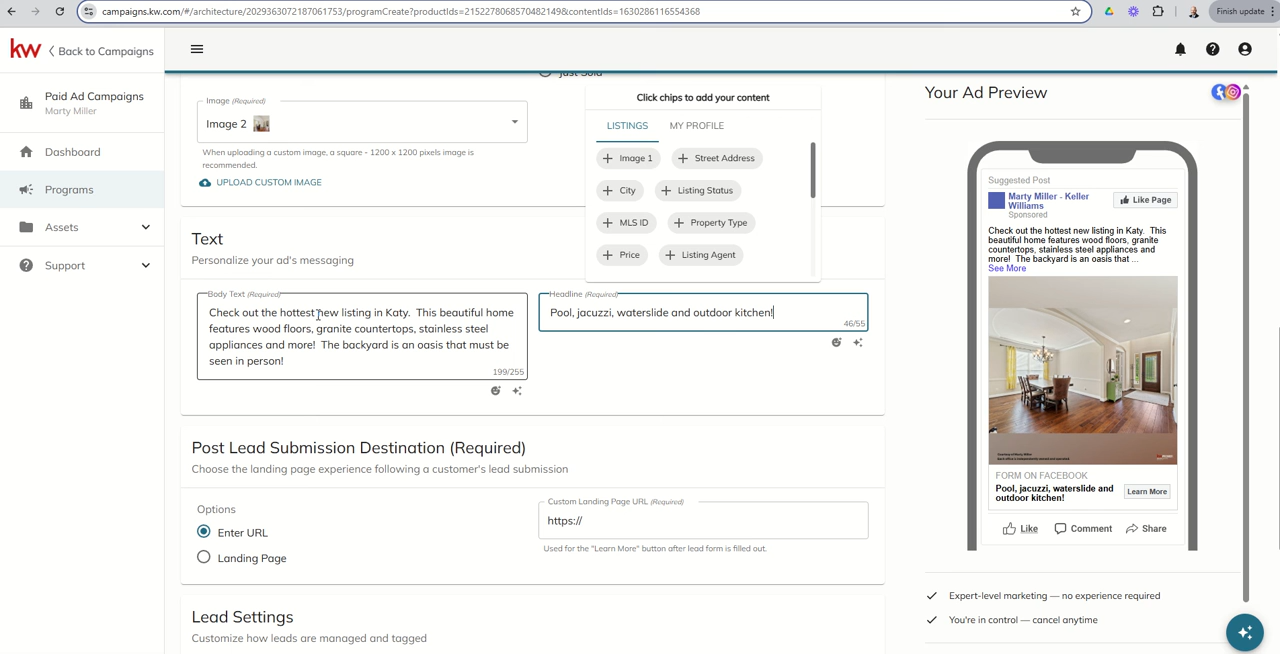 campaigns.kw.com/#/architecture/2029363072187061753/programCreate?productIds=2152278068570482149&contentIds=1630286116554368
Finish update
kw
Back to Campaigns
Paid Ad Campaigns
Marty Miller
Dashboard
Programs
Assets
Support
Just Sold
Image (Required)
Image 2
When uploading a custom image, a square - 1200 x 1200 pixels image is
recommended.
UPLOAD CUSTOM IMAGE
Click chips to add your content
LISTINGS
MY PROFILE
+ Image 1
+ Street Address
+ City
+ Listing Status
+ MLS ID
+ Property Type
+ Price
+ Listing Agent
Text
Personalize your ad's messaging
Body Text (Required)
Check out the hottest new listing in Katy. This beautiful home
features wood floors, granite countertops, stainless steel
appliances and more! The backyard is an oasis that must be
seen in person!
199/255
Headline (Required)
Pool, jacuzzi, waterslide and outdoor kitchen!
46/55
Post Lead Submission Destination (Required)
Choose the landing page experience following a customer's lead submission
Options
Enter URL
Landing Page
Custom Landing Page URL (Required)
https://
Used for the "Learn More" button after lead form is filled out.
Lead Settings
Customize how leads are managed and tagged
Your Ad Preview
Suggested Post
Marty Miller - Keller
Williams
Sponsored
Like Page
Check out the hottest new listing in Katy. This
beautiful home features wood floors, granite
countertops, stainless steel appliances and
more! The backyard is an oasis that ...
See More
FORM ON FACEBOOK
Pool, jacuzzi, waterslide and
outdoor kitchen!
Learn More
Like
Comment
Share
Expert-level marketing — no experience required
You're in control — cancel anytime